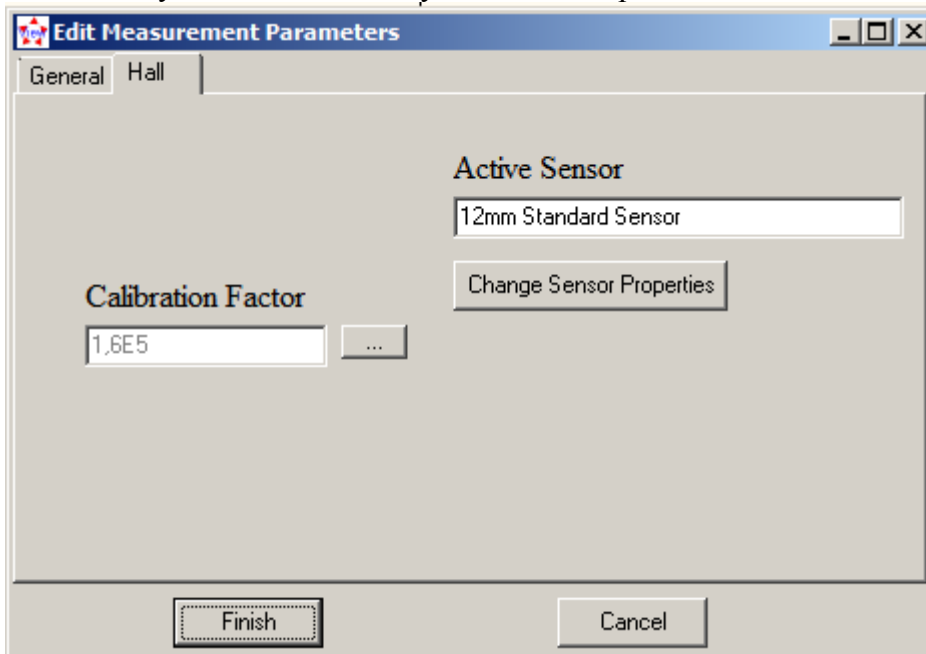 Edit Measurement Parameters
General Hall
Active Sensor
12mm Standard Sensor
Change Sensor Properties
Calibration Factor
1,6E5 ...
Finish Cancel